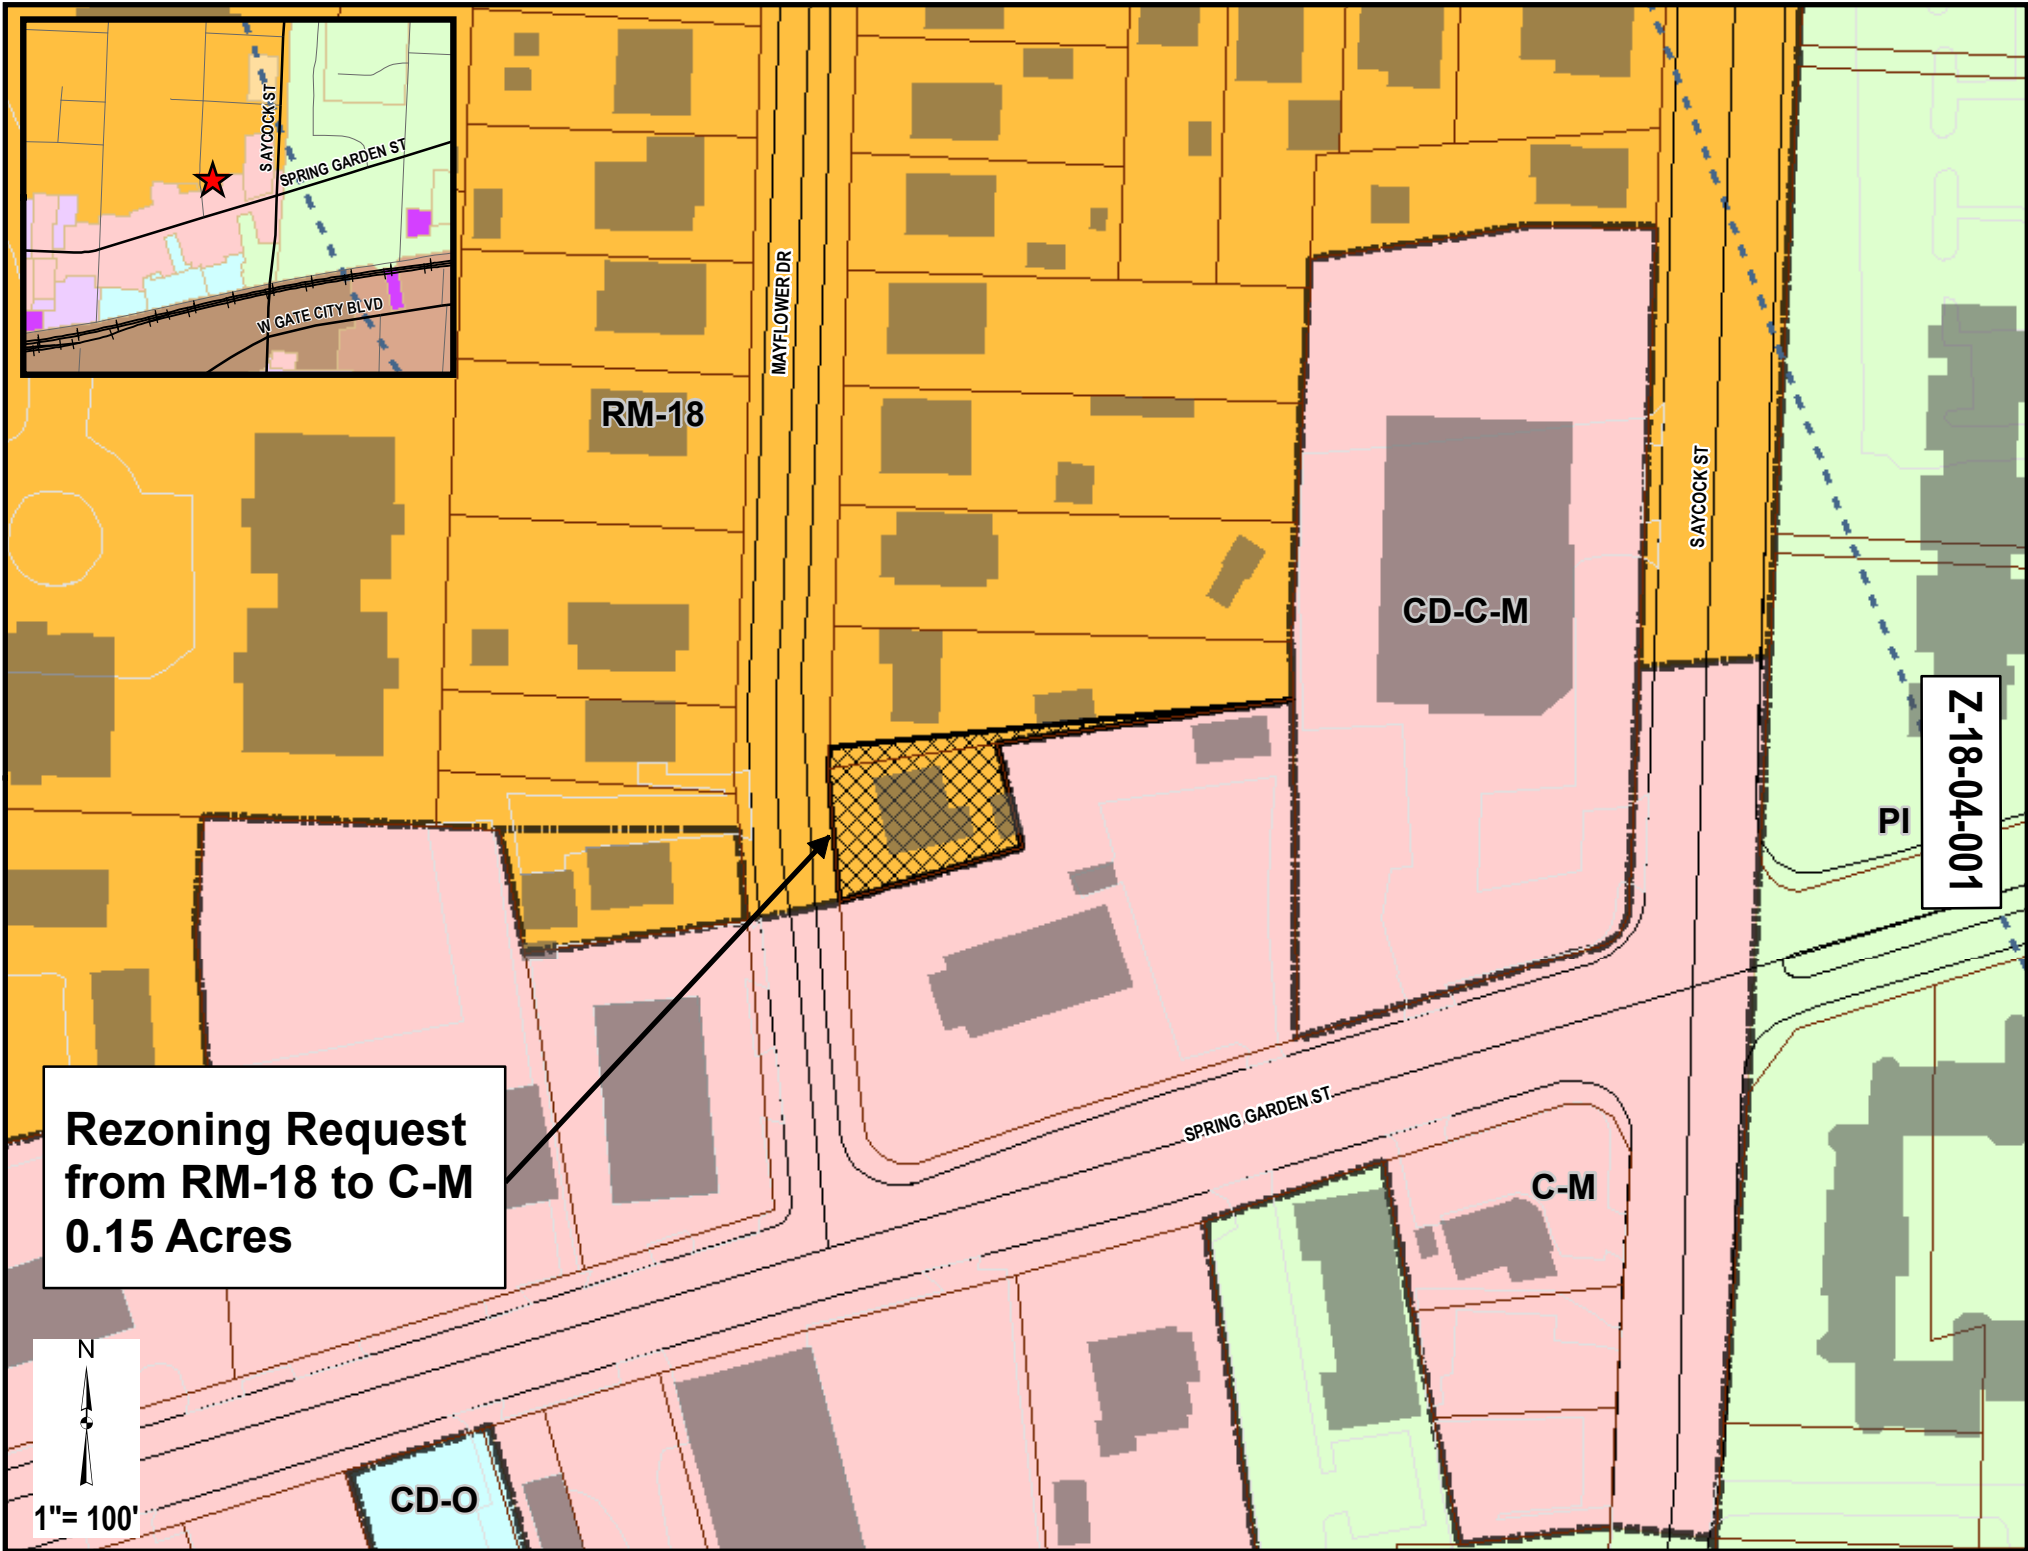 S AYCOCK ST
SPRING GARDEN ST
W GATE CITY BLVD
MAYFLOWER DR
RM-18
S AYCOCK ST
CD-C-M
Z-18-04-001
PI
Rezoning Request
from RM-18 to C-M
0.15 Acres
SPRING GARDEN ST
C-M
N
1"= 100'
CD-O